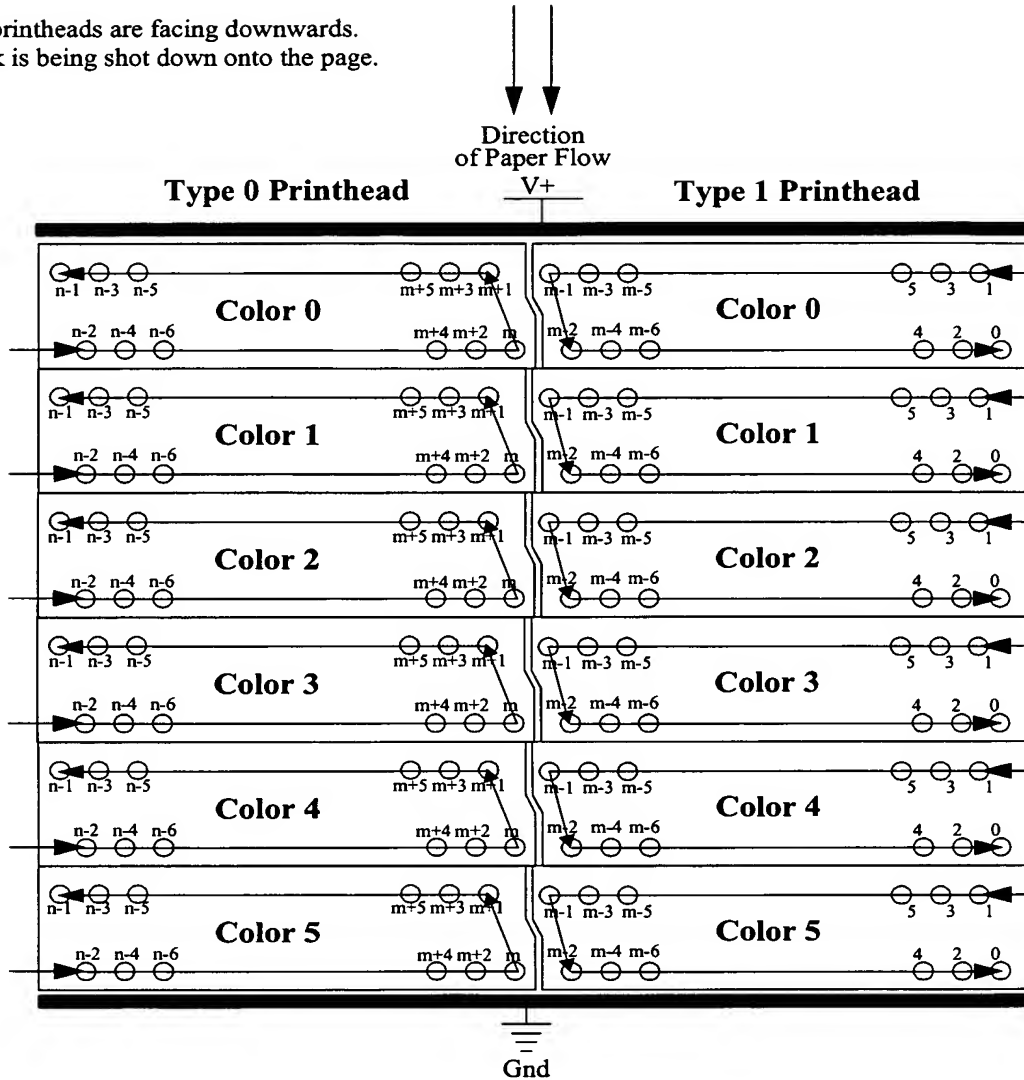 printheads are facing downwards.
is being shot down onto the page.
Direction
of Paper Flow
V+
Type 0 Printhead
Type 1 Printhead
n-1 n-3 n-5
m+5 m+3 m+1
m-1 m-3 m-5
5 3 1
Color 0
Color 0
n-2 n-4 n-6
m+4 m+2 m
m-2 m-4 m-6
4 2 0
n-1 n-3 n-5
m+5 m+3 m+1
m-1 m-3 m-5
5 3 1
Color 1
Color 1
n-2 n-4 n-6
m+4 m+2 m
m-2 m-4 m-6
4 2 0
n-1 n-3 n-5
m+5 m+3 m+1
m-1 m-3 m-5
5 3 1
Color 2
Color 2
n-2 n-4 n-6
m+4 m+2 m
m-2 m-4 m-6
4 2 0
n-1 n-3 n-5
m+5 m+3 m+1
m-1 m-3 m-5
5 3 1
Color 3
Color 3
n-2 n-4 n-6
m+4 m+2 m
m-2 m-4 m-6
4 2 0
n-1 n-3 n-5
m+5 m+3 m+1
m-1 m-3 m-5
5 3 1
Color 4
Color 4
n-2 n-4 n-6
m+4 m+2 m
m-2 m-4 m-6
4 2 0
n-1 n-3 n-5
m+5 m+3 m+1
m-1 m-3 m-5
5 3 1
Color 5
Color 5
n-2 n-4 n-6
m+4 m+2 m
m-2 m-4 m-6
4 2 0
Gnd